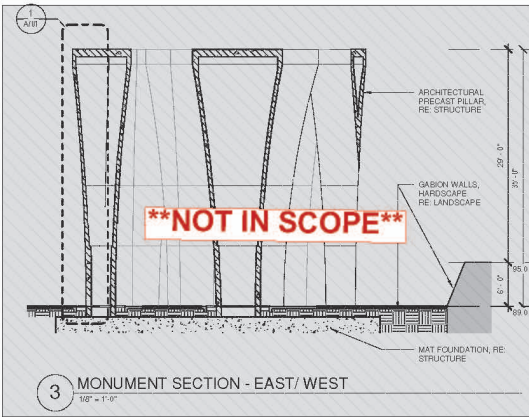 1
A/101
ARCHITECTURAL
PRECAST PILLAR,
RE: STRUCTURE
29'- 0"
35'- 0"
GABION WALLS,
HARDSCAPE
RE: LANDSCAPE
**NOT IN SCOPE**
95.0
6'- 0"
89.0
MAT FOUNDATION, RE:
STRUCTURE
3
MONUMENT SECTION - EAST/ WEST
1/8" = 1'-0"